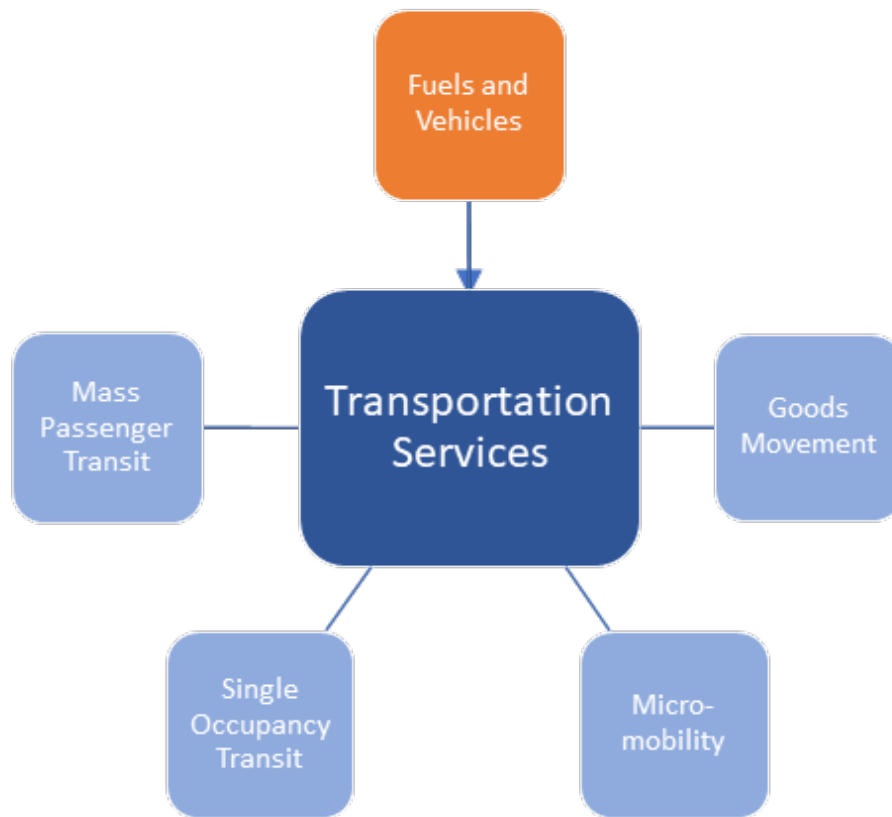 Fuels and
Vehicles
Transportation
Services
Mass
Passenger
Transit
Goods
Movement
Single
Occupancy
Transit
Micro-
mobility